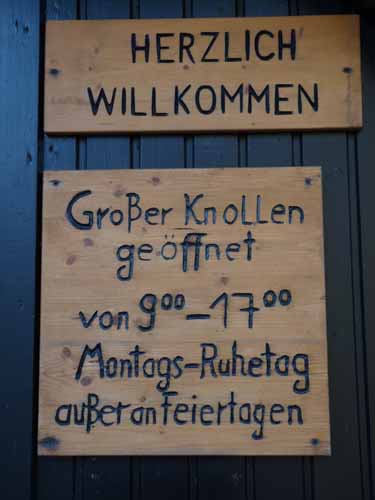 HERZLICH
WILLKOMMEN
Großer Knollen
geöffnet
von 9⁰⁰-17⁰⁰
Montags-Ruhetag
außer an Feiertagen